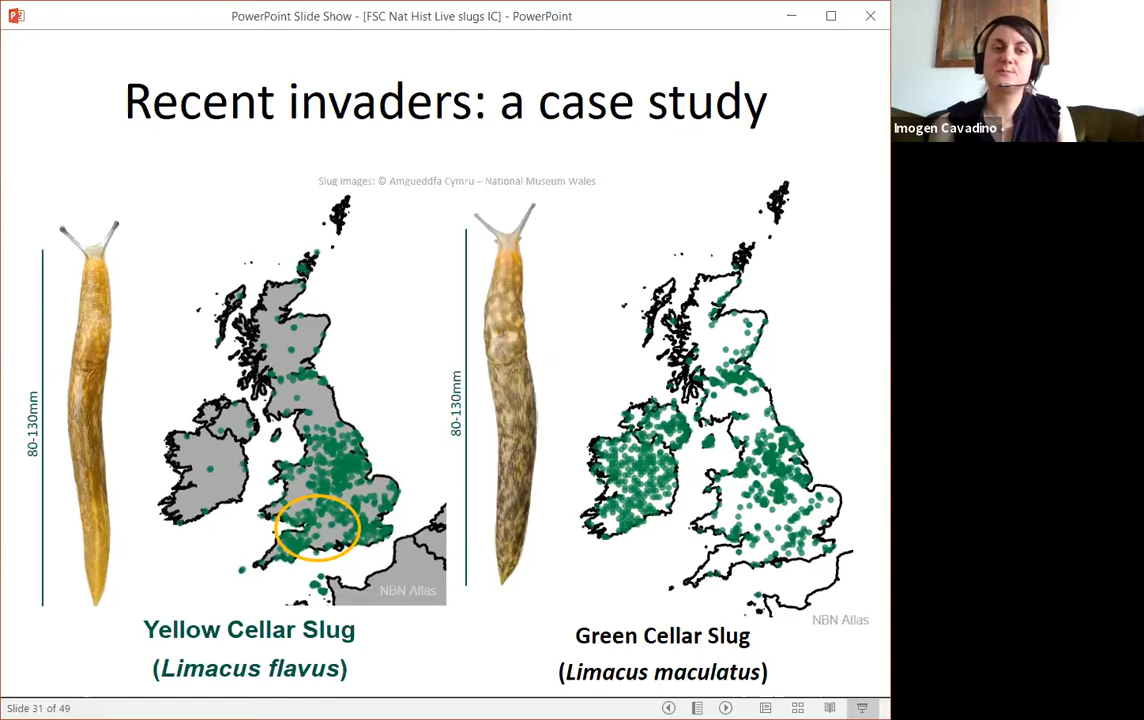 PowerPoint Slide Show - [FSC Nat Hist Live slugs IC] - PowerPoint
Recent invaders: a case study
Imogen Cavadino
Slug images: © Amgueddfa Cymru – National Museum Wales
80-130mm
80-130mm
NBN Atlas
NBN Atlas
Yellow Cellar Slug
(Limacus flavus)
Green Cellar Slug
(Limacus maculatus)
Slide 31 of 49